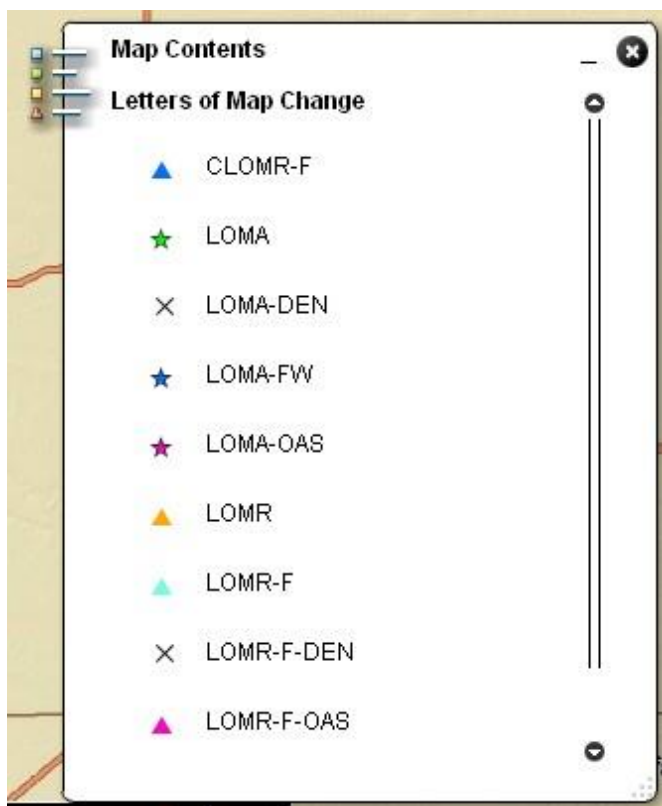 Map Contents
Letters of Map Change
CLOMR-F
LOMA
LOMA-DEN
LOMA-FW
LOMA-OAS
LOMR
LOMR-F
LOMR-F-DEN
LOMR-F-OAS